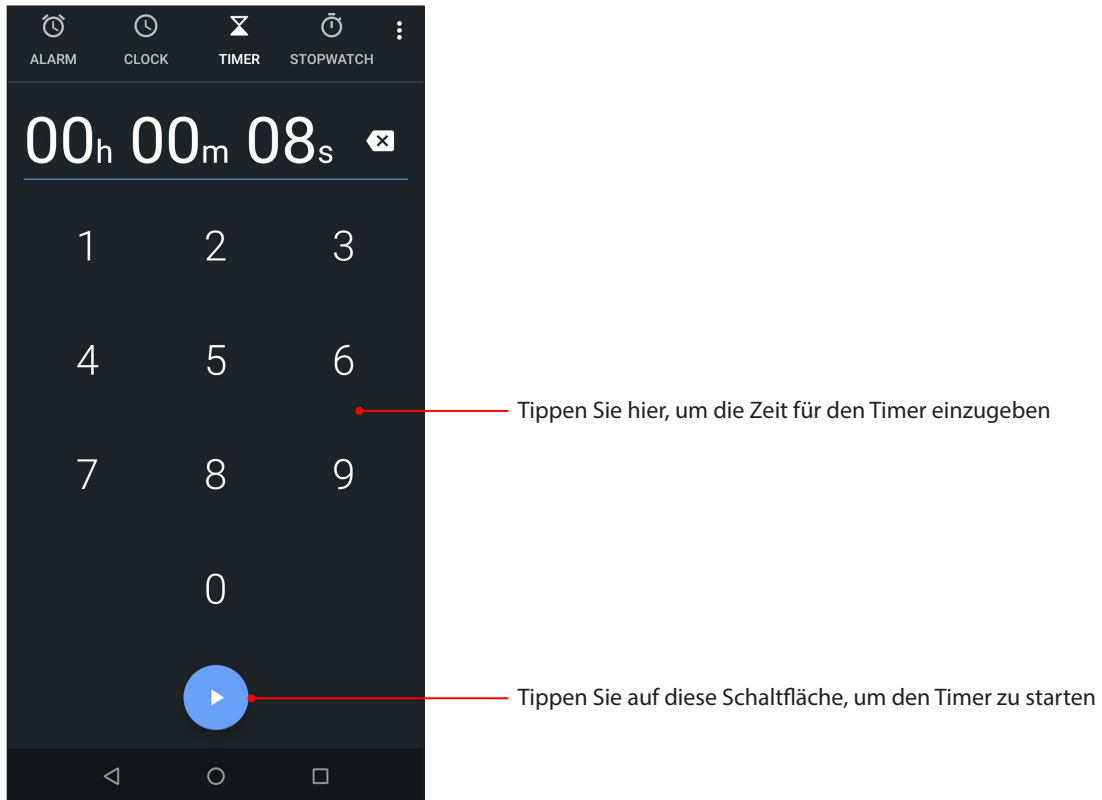 ALARM CLOCK TIMER STOPWATCH
00h 00m 08s
1 2 3
4 5 6
Tippen Sie hier, um die Zeit für den Timer einzugeben
7 8 9
0
Tippen Sie auf diese Schaltfläche, um den Timer zu starten